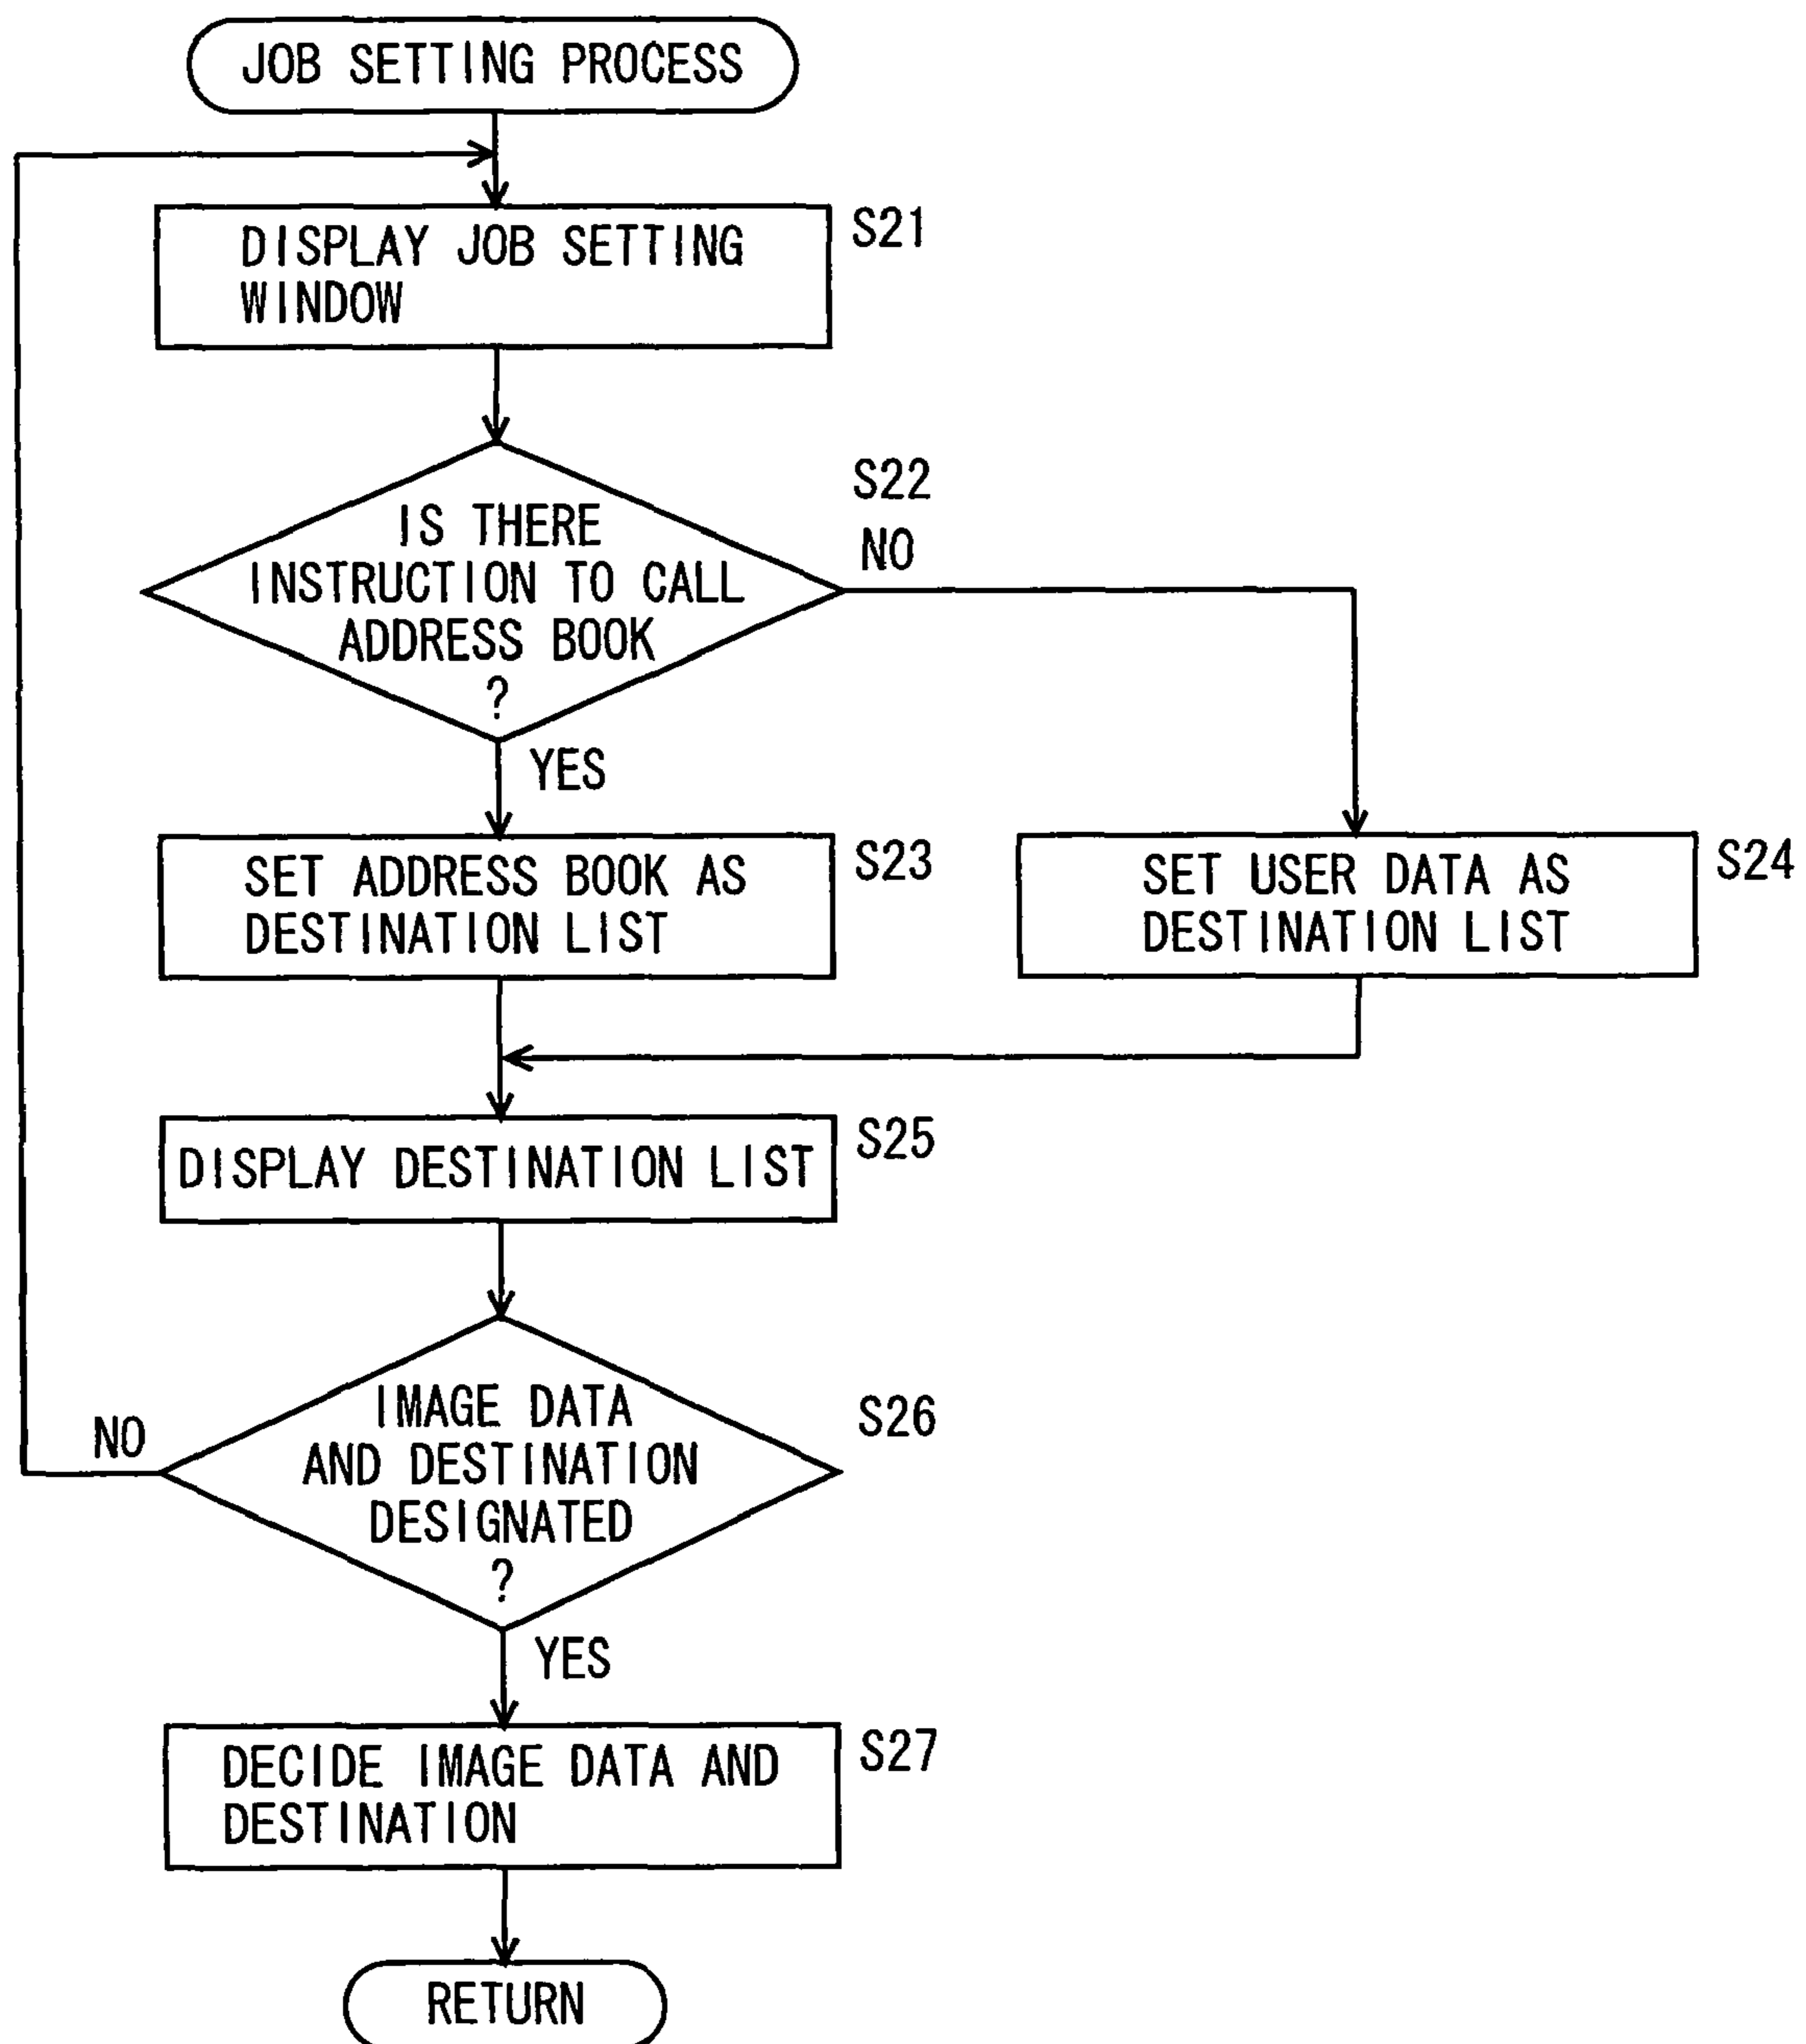 JOB SETTING PROCESS
DISPLAY JOB SETTING
WINDOW
S21
IS THERE
INSTRUCTION TO CALL
ADDRESS BOOK
?
S22
NO
YES
SET ADDRESS BOOK AS
DESTINATION LIST
S23
SET USER DATA AS
DESTINATION LIST
S24
DISPLAY DESTINATION LIST
S25
IMAGE DATA
AND DESTINATION
DESIGNATED
?
S26
NO
YES
DECIDE IMAGE DATA AND
DESTINATION
S27
RETURN